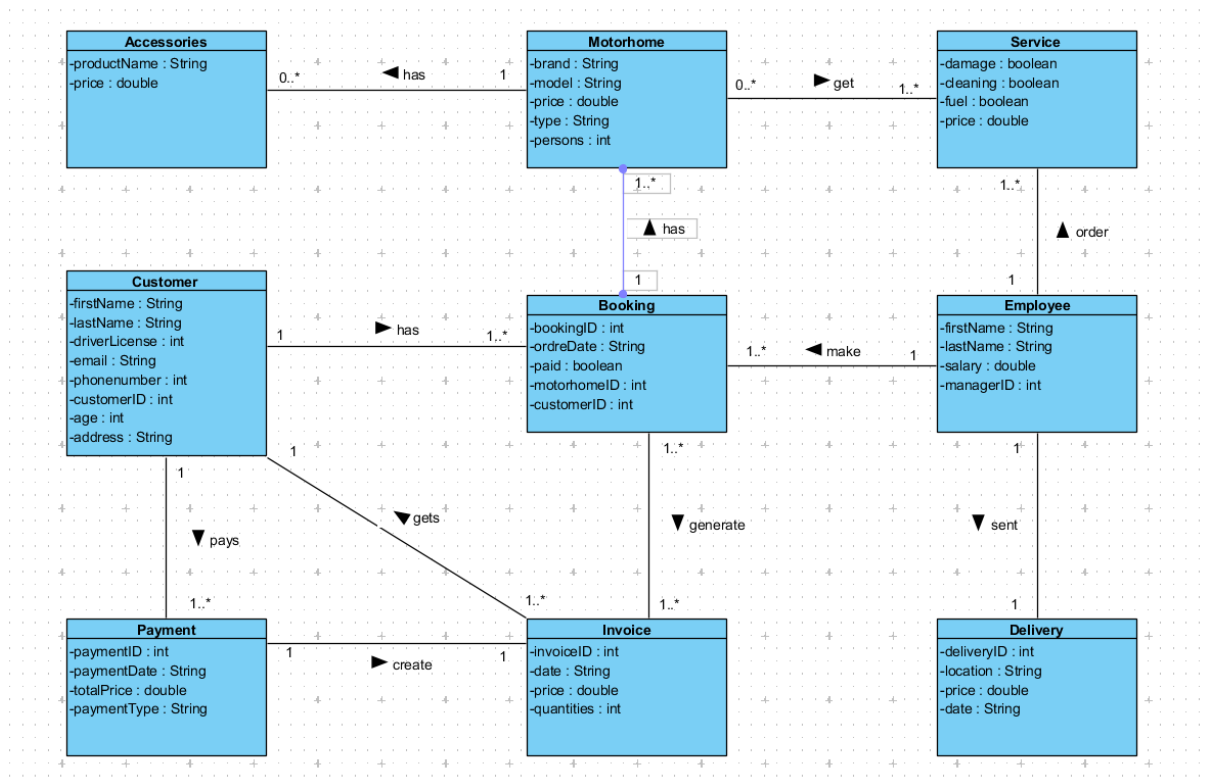 Accessories
-productName : String
-price : double
0..*
has
1
Motorhome
-brand : String
-model : String
-price : double
-type : String
-persons : int
0..*
get
1..*
Service
-damage : boolean
-cleaning : boolean
-fuel : boolean
-price : double
1..*
has
1
1..*
order
1
Customer
-firstName : String
-lastName : String
-driverLicense : int
-email : String
-phonenumber : int
-customerID : int
-age : int
-address : String
1
has
1..*
Booking
-bookingID : int
-ordreDate : String
-paid : boolean
-motorhomeID : int
-customerID : int
1..*
make
1
Employee
-firstName : String
-lastName : String
-salary : double
-managerID : int
1
pays
1..*
1
gets
1..*
1..*
generate
1..*
1
sent
1
Payment
-paymentID : int
-paymentDate : String
-totalPrice : double
-paymentType : String
1
create
1
Invoice
-invoiceID : int
-date : String
-price : double
-quantities : int
Delivery
-deliveryID : int
-location : String
-price : double
-date : String